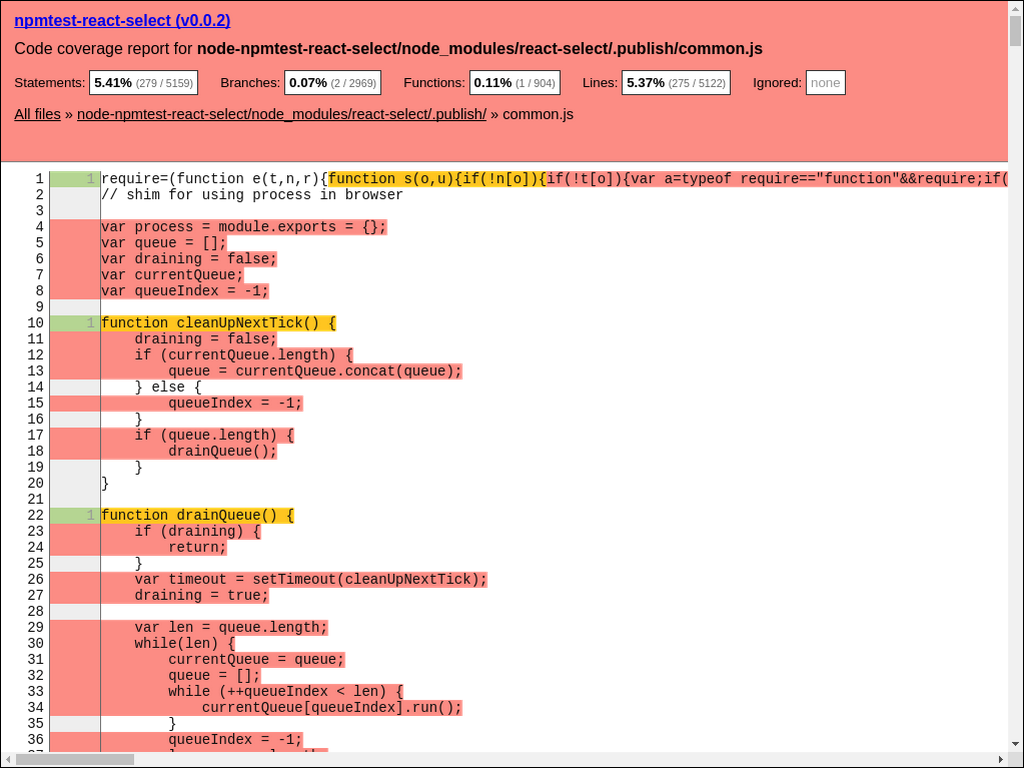 npmtest-react-select (v0.0.2)
Code coverage report for node-npmtest-react-select/node_modules/react-select/.publish/common.js
Statements: 5.41% (279 / 5159) Branches: 0.07% (2 / 2969) Functions: 0.11% (1 / 904) Lines: 5.37% (275 / 5122) Ignored: none
All files » node-npmtest-react-select/node_modules/react-select/.publish/ » common.js
1 1 require=(function e(t,n,r){function s(o,u){if(!n[o]){if(!t[o]){var a=typeof require=="function"&&require;if(
2 // shim for using process in browser
3
4 var process = module.exports = {};
5 var queue = [];
6 var draining = false;
7 var currentQueue;
8 var queueIndex = -1;
9
10 1 function cleanUpNextTick() {
11     draining = false;
12     if (currentQueue.length) {
13         queue = currentQueue.concat(queue);
14     } else {
15         queueIndex = -1;
16     }
17     if (queue.length) {
18         drainQueue();
19     }
20 }
21
22 1 function drainQueue() {
23     if (draining) {
24         return;
25     }
26     var timeout = setTimeout(cleanUpNextTick);
27     draining = true;
28
29     var len = queue.length;
30     while(len) {
31         currentQueue = queue;
32         queue = [];
33         while (++queueIndex < len) {
34             currentQueue[queueIndex].run();
35         }
36         queueIndex = -1;